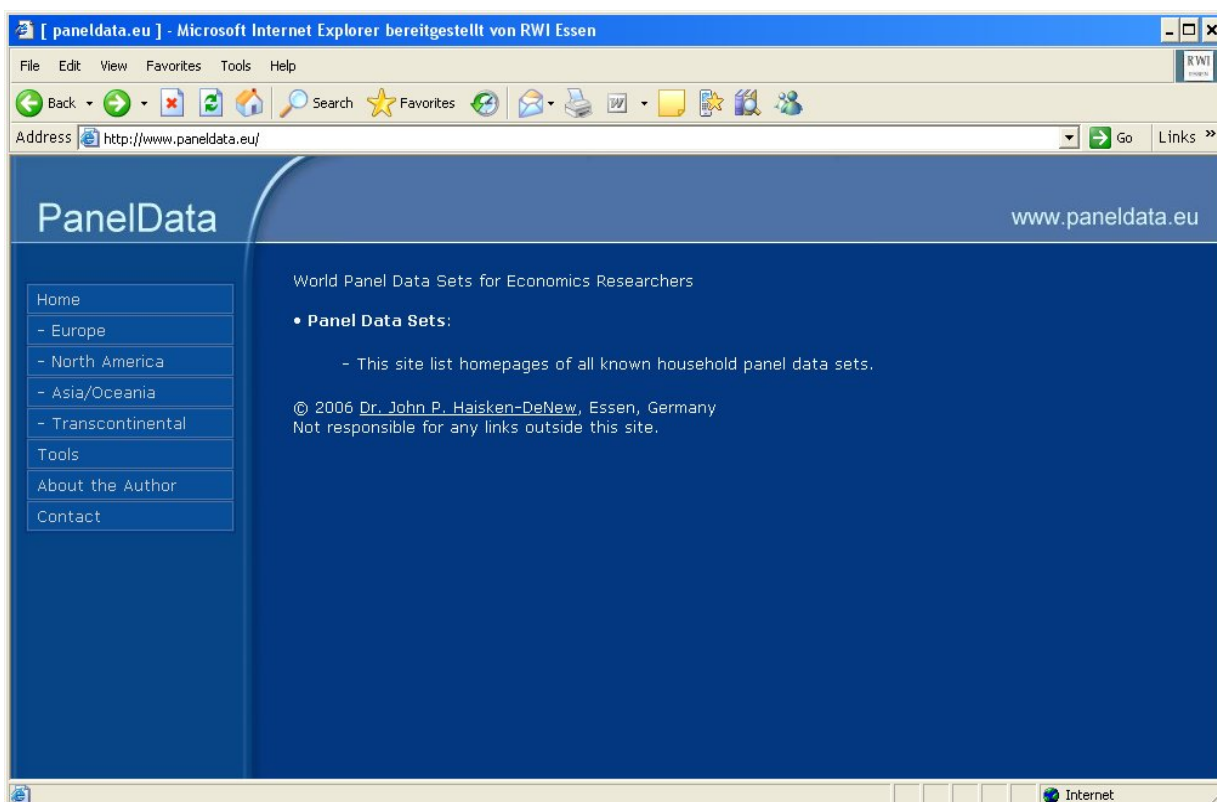 [ paneldata.eu ] - Microsoft Internet Explorer bereitgestellt von RWI Essen
File Edit View Favorites Tools Help
RWI
Back Search Favorites
Address http://www.paneldata.eu/ Go Links »
PanelData
www.paneldata.eu
Home
- Europe
- North America
- Asia/Oceania
- Transcontinental
Tools
About the Author
Contact
World Panel Data Sets for Economics Researchers
• Panel Data Sets:
- This site list homepages of all known household panel data sets.
© 2006 Dr. John P. Haisken-DeNew, Essen, Germany
Not responsible for any links outside this site.
Internet